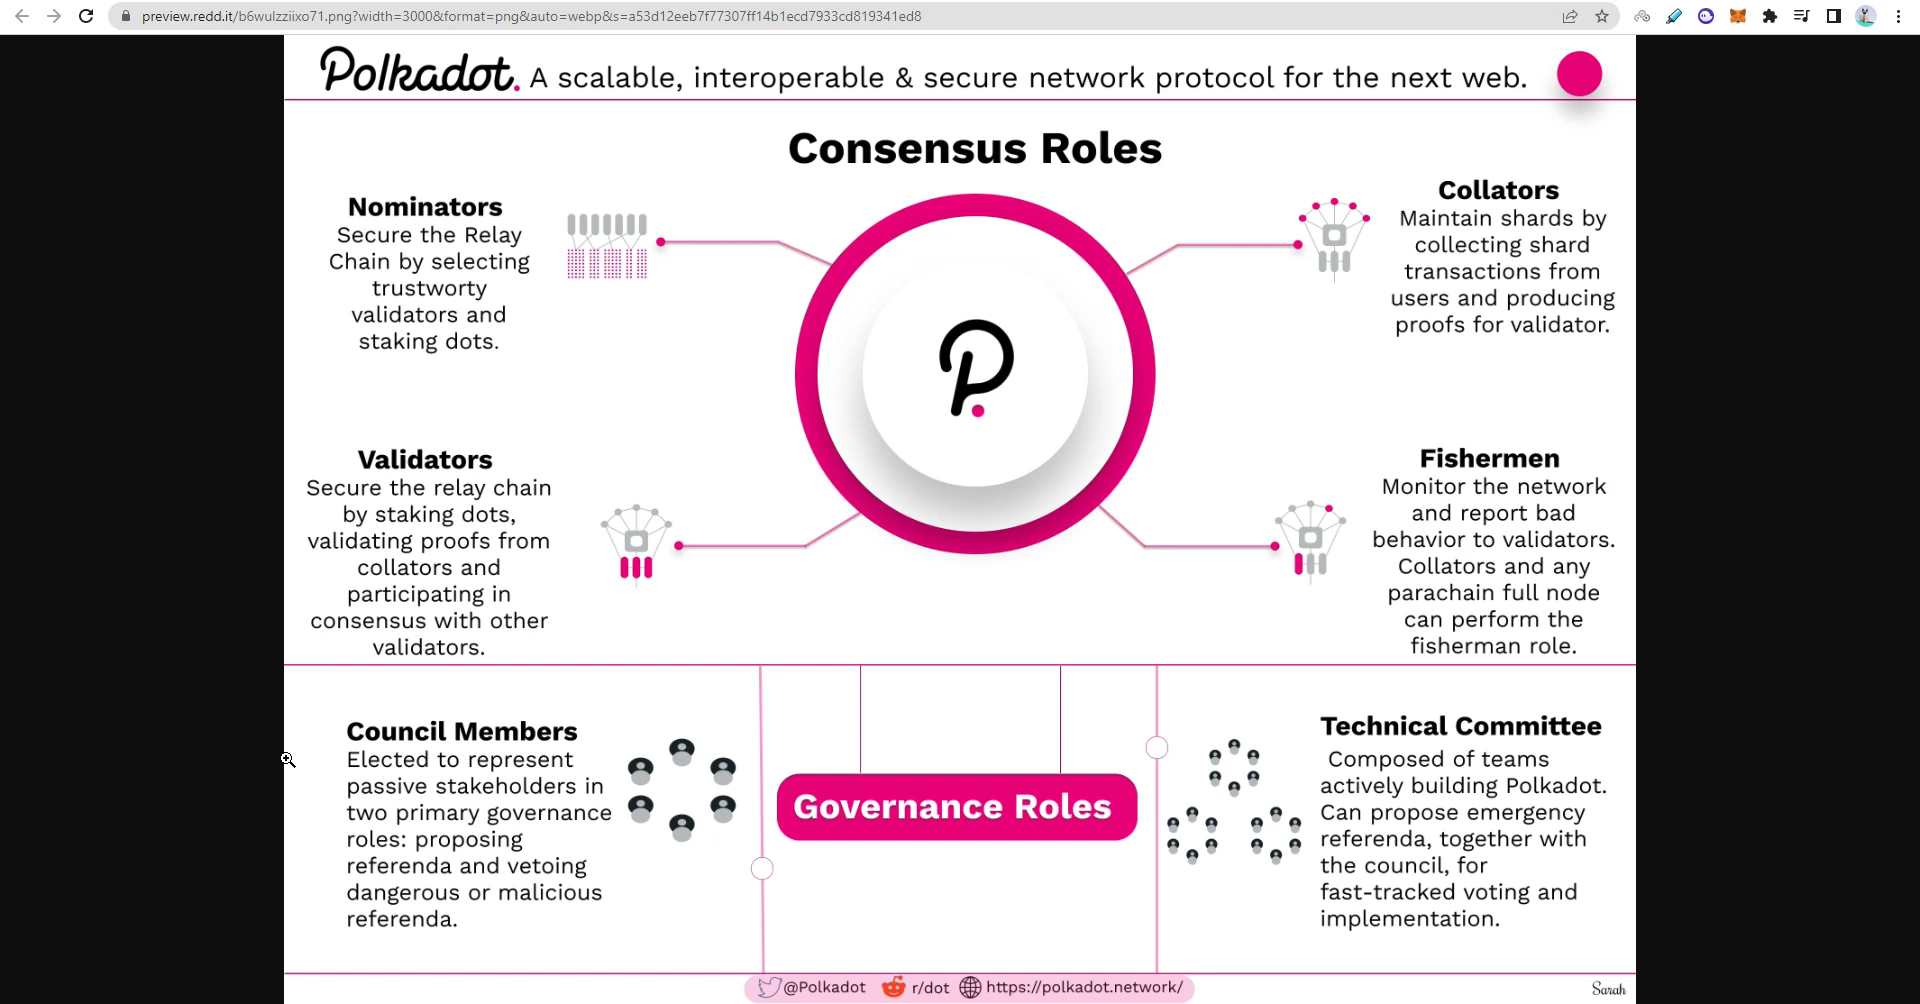 preview.redd.it/b6wulzziixo71.png?width=3000&format=png&auto=webp&s=a53d12eeb7f77307ff14b1ecd7933cd819341ed8
Polkadot. A scalable, interoperable & secure network protocol for the next web.
Consensus Roles
Nominators
Secure the Relay
Chain by selecting
trustworty
validators and
staking dots.
Collators
Maintain shards by
collecting shard
transactions from
users and producing
proofs for validator.
Validators
Secure the relay chain
by staking dots,
validating proofs from
collators and
participating in
consensus with other
validators.
Fishermen
Monitor the network
and report bad
behavior to validators.
Collators and any
parachain full node
can perform the
fisherman role.
Council Members
Elected to represent
passive stakeholders in
two primary governance
roles: proposing
referenda and vetoing
dangerous or malicious
referenda.
Governance Roles
Technical Committee
Composed of teams
actively building Polkadot.
Can propose emergency
referenda, together with
the council, for
fast-tracked voting and
implementation.
@Polkadot r/dot https://polkadot.network/
Sarah